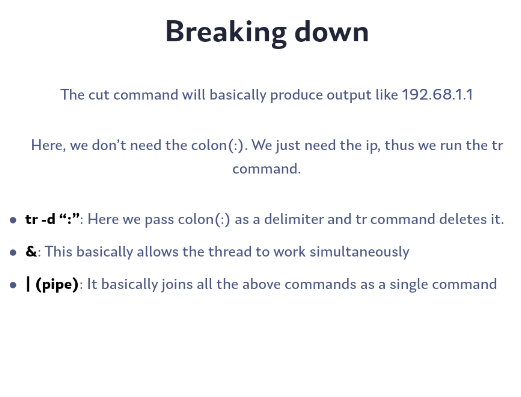 Breaking down
The cut command will basically produce output like 192.68.1.1
Here, we don't need the colon(:). We just need the ip, thus we run the tr
command.
• tr -d “:”: Here we pass colon(:) as a delimiter and tr command deletes it.
• &: This basically allows the thread to work simultaneously
• | (pipe): It basically joins all the above commands as a single command